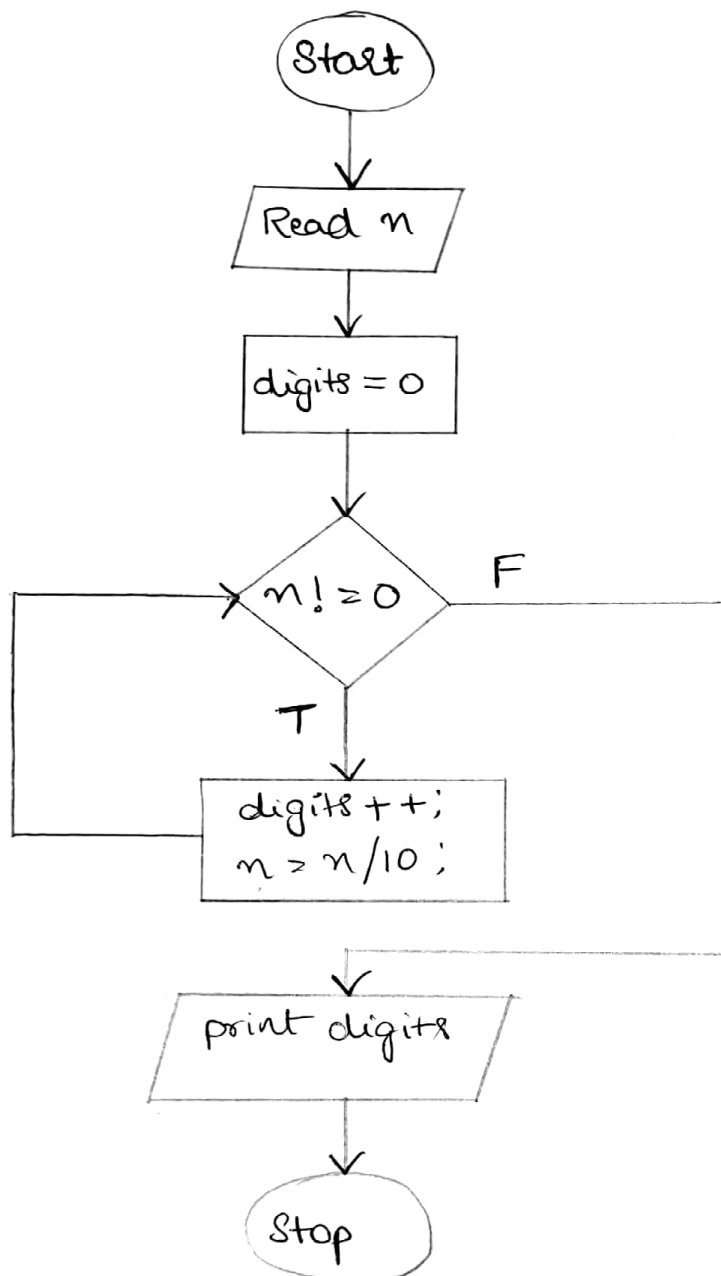 Start
Read n
digits = 0
n! = 0
F
T
digits ++;
n = n/10;
print digits
Stop